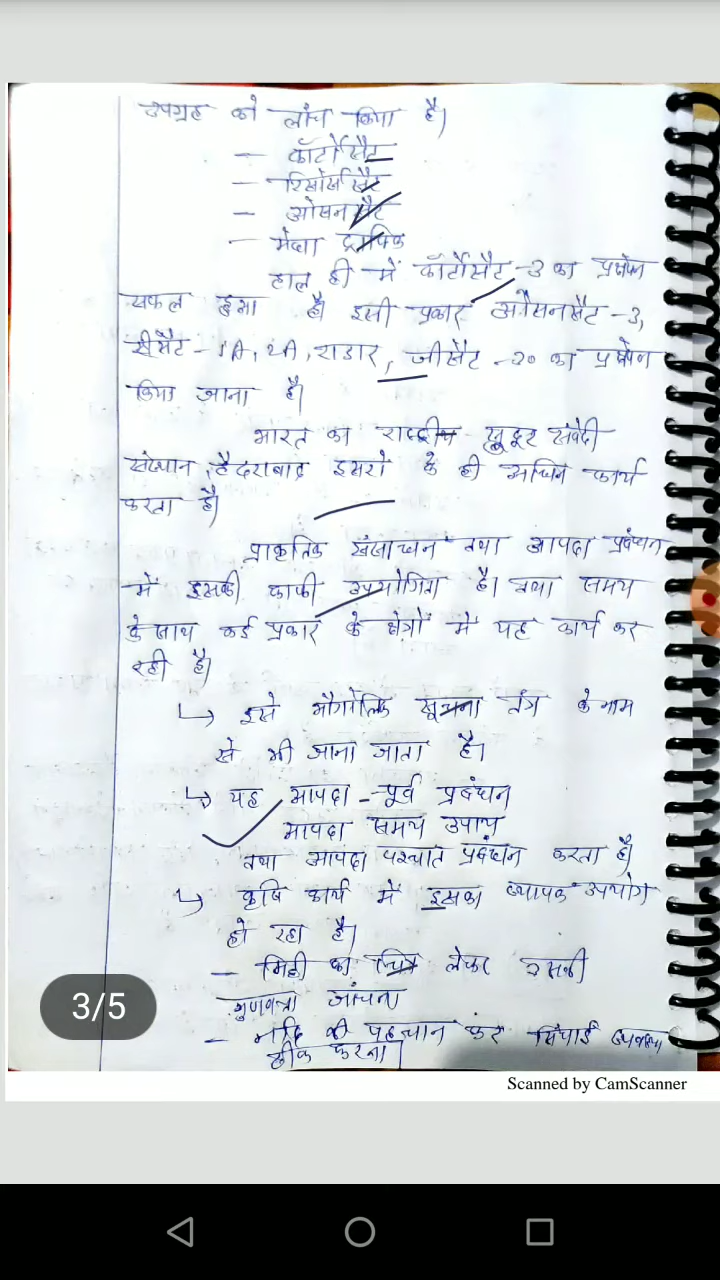 उपग्रह को लांच किया है।
– कॉर्टोसैट
– रिसोर्ससैट
– ओसनसैट
– मेघा ट्रापिक
हाल ही में कॉर्टोसैट -3 का प्रक्षेपण
सफल हुआ है। इसी प्रकार ओसनसैट -3,
रीसैट - 1A, 2A, राडार, जीसैट -20 का प्रक्षेपण
किया जाना है।
भारत का राष्ट्रीय सुदूर संवेदी
संस्थान, हैदराबाद इसरो के ही अधिन कार्य
करता है।
प्राकृतिक संसाधन तथा आपदा प्रबंधन
में इसकी काफी उपयोगिता है। तथा समय
के साथ कई प्रकार के क्षेत्रों में यह कार्य कर
रही है।
↳ इसे भौगोलिक सूचना तंत्र के नाम
से भी जाना जाता है।
↳ यह आपदा - पूर्व प्रबंधन
आपदा समय उपाय
तथा आपदा पश्चात प्रबंधन करता है।
↳ कृषि कार्य में इसका व्यापक उपयोग
हो रहा है।
– मिट्टी का चित्र लेकर उसकी
गुणवत्ता जांचना
– की पहचान कर सिंचाई व्यवस्था
ठीक करना
3/5
Scanned by CamScanner